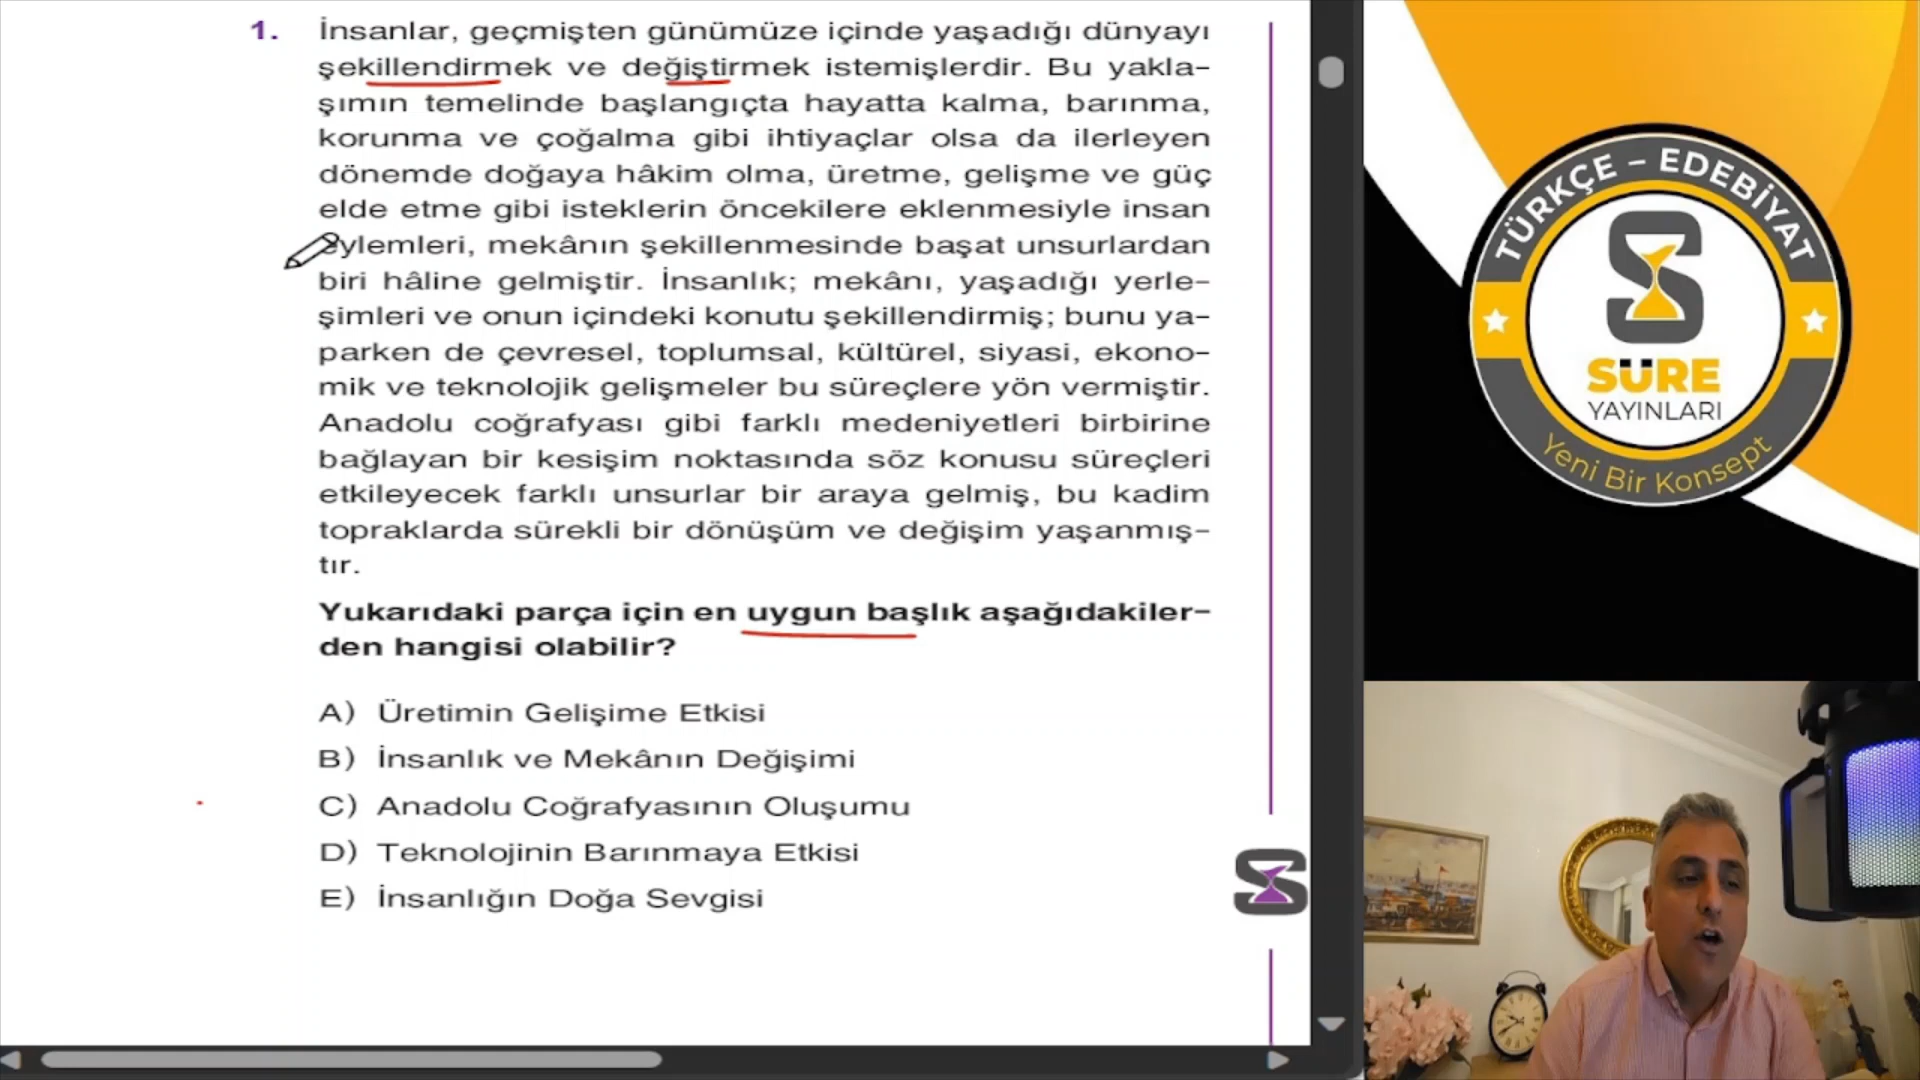 1. İnsanlar, geçmişten günümüze içinde yaşadığı dünyayı
şekillendirmek ve değiştirmek istemişlerdir. Bu yakla-
şımın temelinde başlangıçta hayatta kalma, barınma,
korunma ve çoğalma gibi ihtiyaçlar olsa da ilerleyen
dönemde doğaya hâkim olma, üretme, gelişme ve güç
elde etme gibi isteklerin öncekilere eklenmesiyle insan
eylemleri, mekânın şekillenmesinde başat unsurlardan
biri hâline gelmiştir. İnsanlık; mekânı, yaşadığı yerle-
şimleri ve onun içindeki konutu şekillendirmiş; bunu ya-
parken de çevresel, toplumsal, kültürel, siyasi, ekono-
mik ve teknolojik gelişmeler bu süreçlere yön vermiştir.
Anadolu coğrafyası gibi farklı medeniyetleri birbirine
bağlayan bir kesişim noktasında söz konusu süreçleri
etkileyecek farklı unsurlar bir araya gelmiş, bu kadim
topraklarda sürekli bir dönüşüm ve değişim yaşanmış-
tır.
Yukarıdaki parça için en uygun başlık aşağıdakiler-
den hangisi olabilir?
A) Üretimin Gelişime Etkisi
B) İnsanlık ve Mekânın Değişimi
C) Anadolu Coğrafyasının Oluşumu
D) Teknolojinin Barınmaya Etkisi
E) İnsanlığın Doğa Sevgisi
TÜRKÇE – EDEBİYAT
SÜRE
YAYINLARI
Yeni Bir Konsept